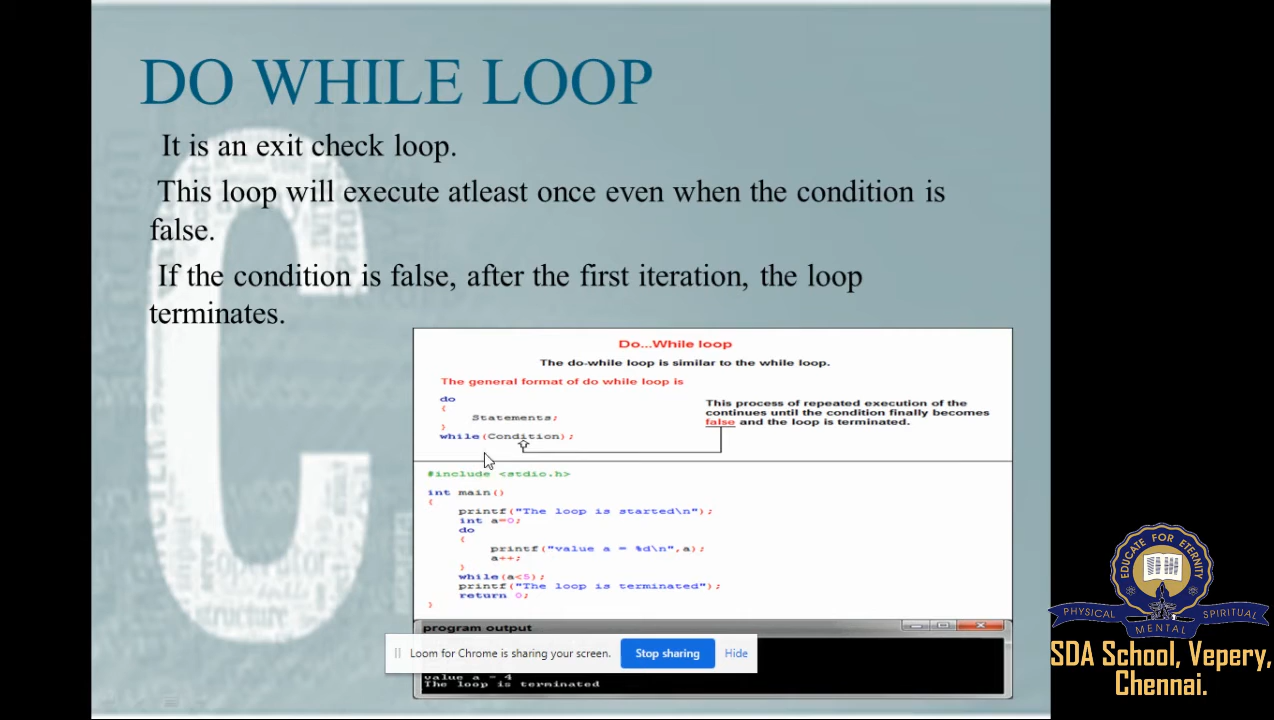 DO WHILE LOOP
It is an exit check loop.
This loop will execute atleast once even when the condition is
false.
If the condition is false, after the first iteration, the loop
terminates.
Do...While loop
The do-while loop is similar to the while loop.
The general format of do while loop is
do
{
Statements;
}
while(Condition);
This process of repeated execution of the
continues until the condition finally becomes
false and the loop is terminated.
#include <stdio.h>
int main()
{
printf("The loop is started\n");
int a=0;
do
{
printf("value a = %d\n",a);
a++;
}
while(a<5);
printf("The loop is terminated");
return 0;
}
program output
Loom for Chrome is sharing your screen.
Stop sharing
Hide
value a = 4
The loop is terminated
EDUCATE FOR ETERNITY
PHYSICAL
MENTAL
SPIRITUAL
SDA School, Vepery,
Chennai.